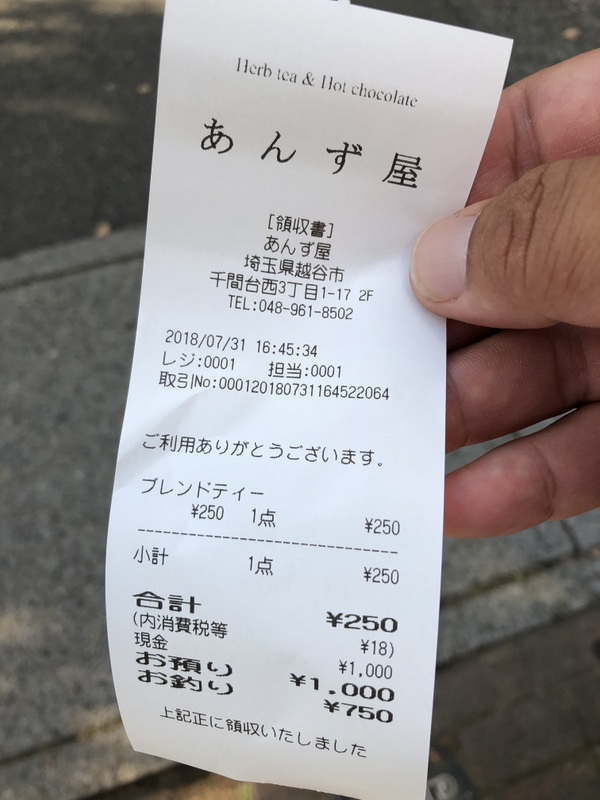 Herb tea & Hot chocolate
あんず屋
[領収書]
あんず屋
埼玉県越谷市
千間台西3丁目1-17 2F
TEL:048-961-8502
2018/07/31 16:45:34
レジ:0001 担当:0001
取引No:000120180731164522064
ご利用ありがとうございます。
ブレンドティー
¥250 1点 ¥250
小計 1点 ¥250
合計 ¥250
(内消費税等 ¥18)
現金 ¥1,000
お預り ¥1,000
お釣り ¥750
上記正に領収いたしました